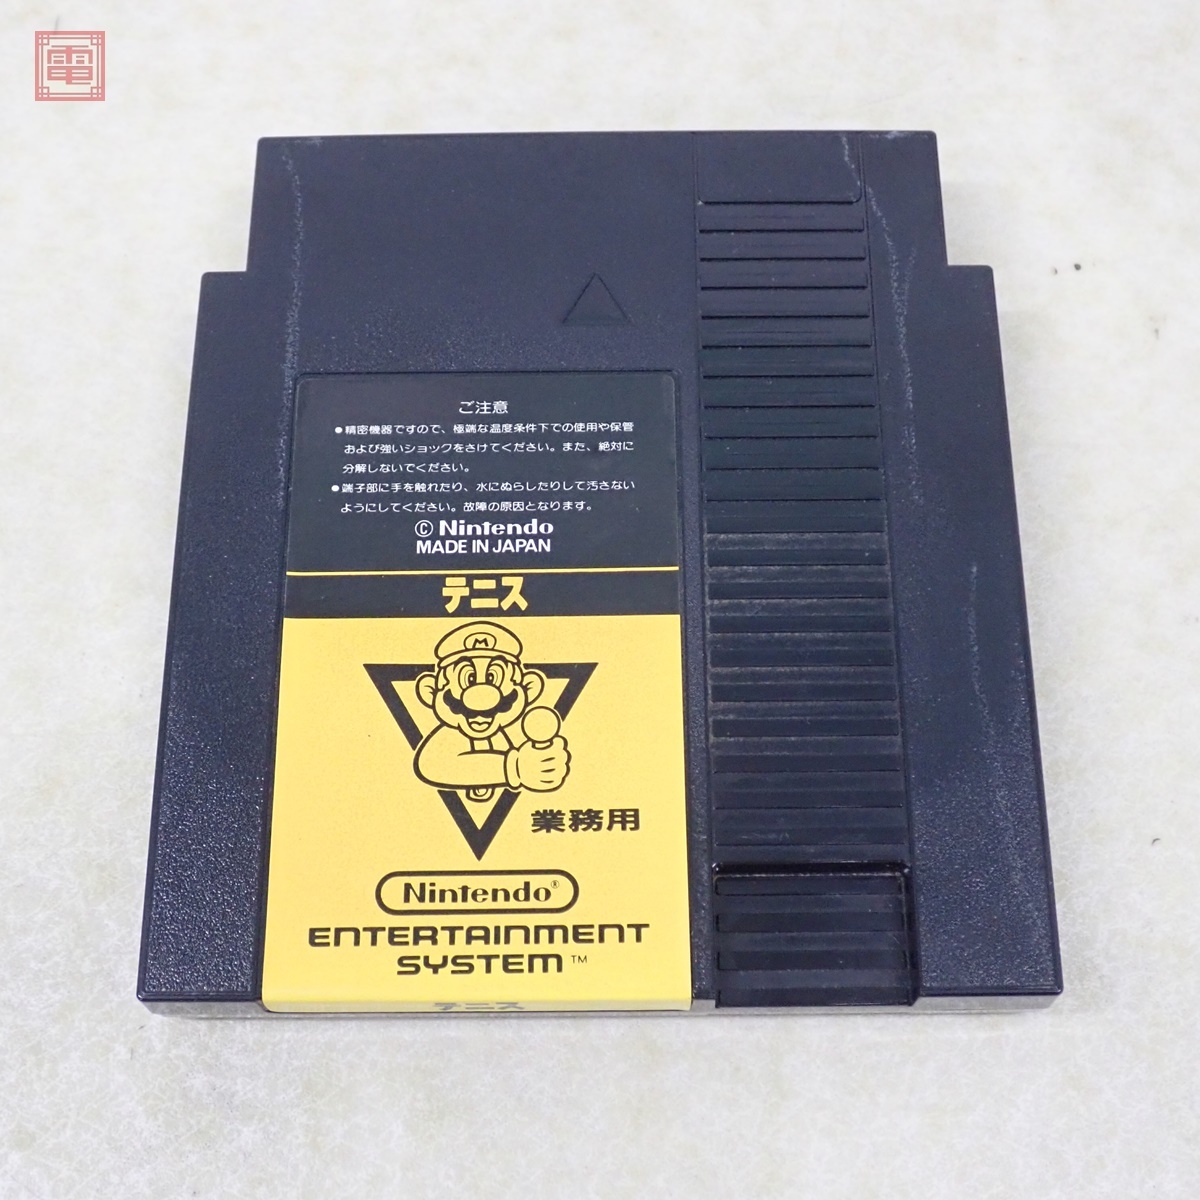 電
ご注意
●精密機器ですので、極端な温度条件下での使用や保管
および強いショックをさけてください。また、絶対に
分解しないでください。
●端子部に手を触れたり、水にぬらしたりして汚さない
ようにしてください。故障の原因となります。
© Nintendo
MADE IN JAPAN
テニス
M
業務用
Nintendo®
ENTERTAINMENT
SYSTEM™
テニス